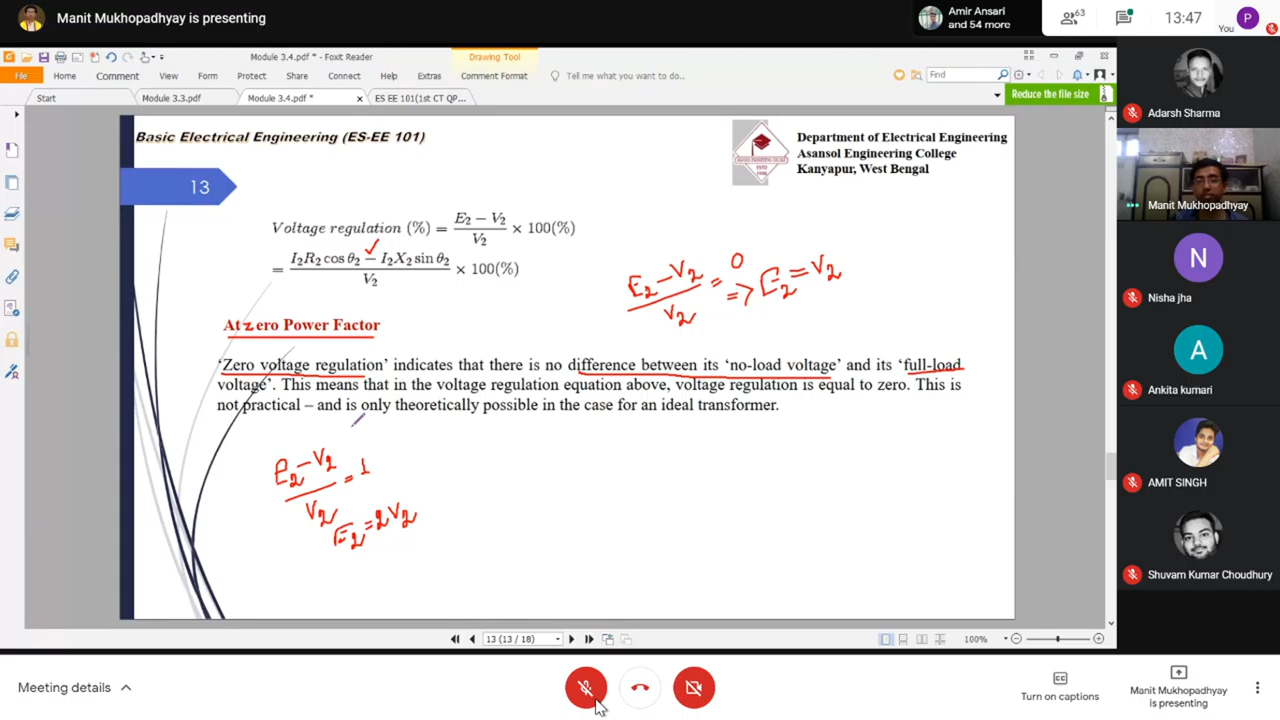 Manit Mukhopadhyay is presenting
Amir Ansari
and 54 more
63
13:47
You
P
Module 3.4.pdf * - Foxit Reader
Drawing Tool
File
Home
Comment
View
Form
Protect
Share
Connect
Help
Extras
Comment Format
Tell me what you want to do...
Find
Start
Module 3.3.pdf
Module 3.4.pdf *
ES EE 101(1st CT QP...
Reduce the file size
Basic Electrical Engineering (ES-EE 101)
Department of Electrical Engineering
Asansol Engineering College
Kanyapur, West Bengal
13
Voltage regulation (%) = (E₂ − V₂)/V₂ × 100(%)
= (I₂R₂ cos θ₂ − I₂X₂ sin θ₂)/V₂ × 100(%)
E₂ − V₂ / V₂ = 0
=> E₂ = V₂
At zero Power Factor
‘Zero voltage regulation’ indicates that there is no difference between its ‘no-load voltage’ and its ‘full-load
voltage’. This means that in the voltage regulation equation above, voltage regulation is equal to zero. This is
not practical – and is only theoretically possible in the case for an ideal transformer.
E₂ − V₂ / V₂ = 1
E₂ = 2V₂
13 (13 / 18)
100%
Adarsh Sharma
Manit Mukhopadhyay
N
Nisha jha
A
Ankita kumari
AMIT SINGH
Shuvam Kumar Choudhury
Meeting details
Turn on captions
Manit Mukhopadhyay
is presenting